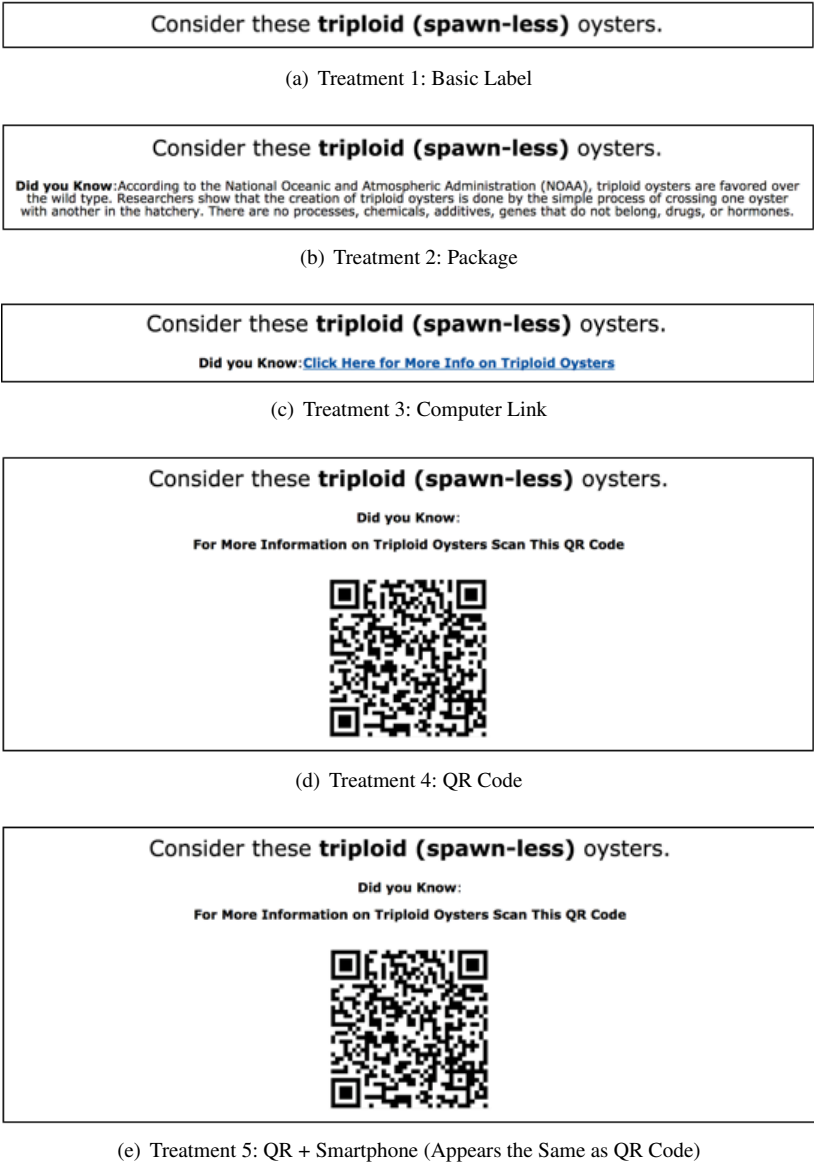 Consider these triploid (spawn-less) oysters.
(a) Treatment 1: Basic Label
Consider these triploid (spawn-less) oysters.
Did you Know:According to the National Oceanic and Atmospheric Administration (NOAA), triploid oysters are favored over
the wild type. Researchers show that the creation of triploid oysters is done by the simple process of crossing one oyster
with another in the hatchery. There are no processes, chemicals, additives, genes that do not belong, drugs, or hormones.
(b) Treatment 2: Package
Consider these triploid (spawn-less) oysters.
Did you Know:Click Here for More Info on Triploid Oysters
(c) Treatment 3: Computer Link
Consider these triploid (spawn-less) oysters.
Did you Know:
For More Information on Triploid Oysters Scan This QR Code
(d) Treatment 4: QR Code
Consider these triploid (spawn-less) oysters.
Did you Know:
For More Information on Triploid Oysters Scan This QR Code
(e) Treatment 5: QR + Smartphone (Appears the Same as QR Code)